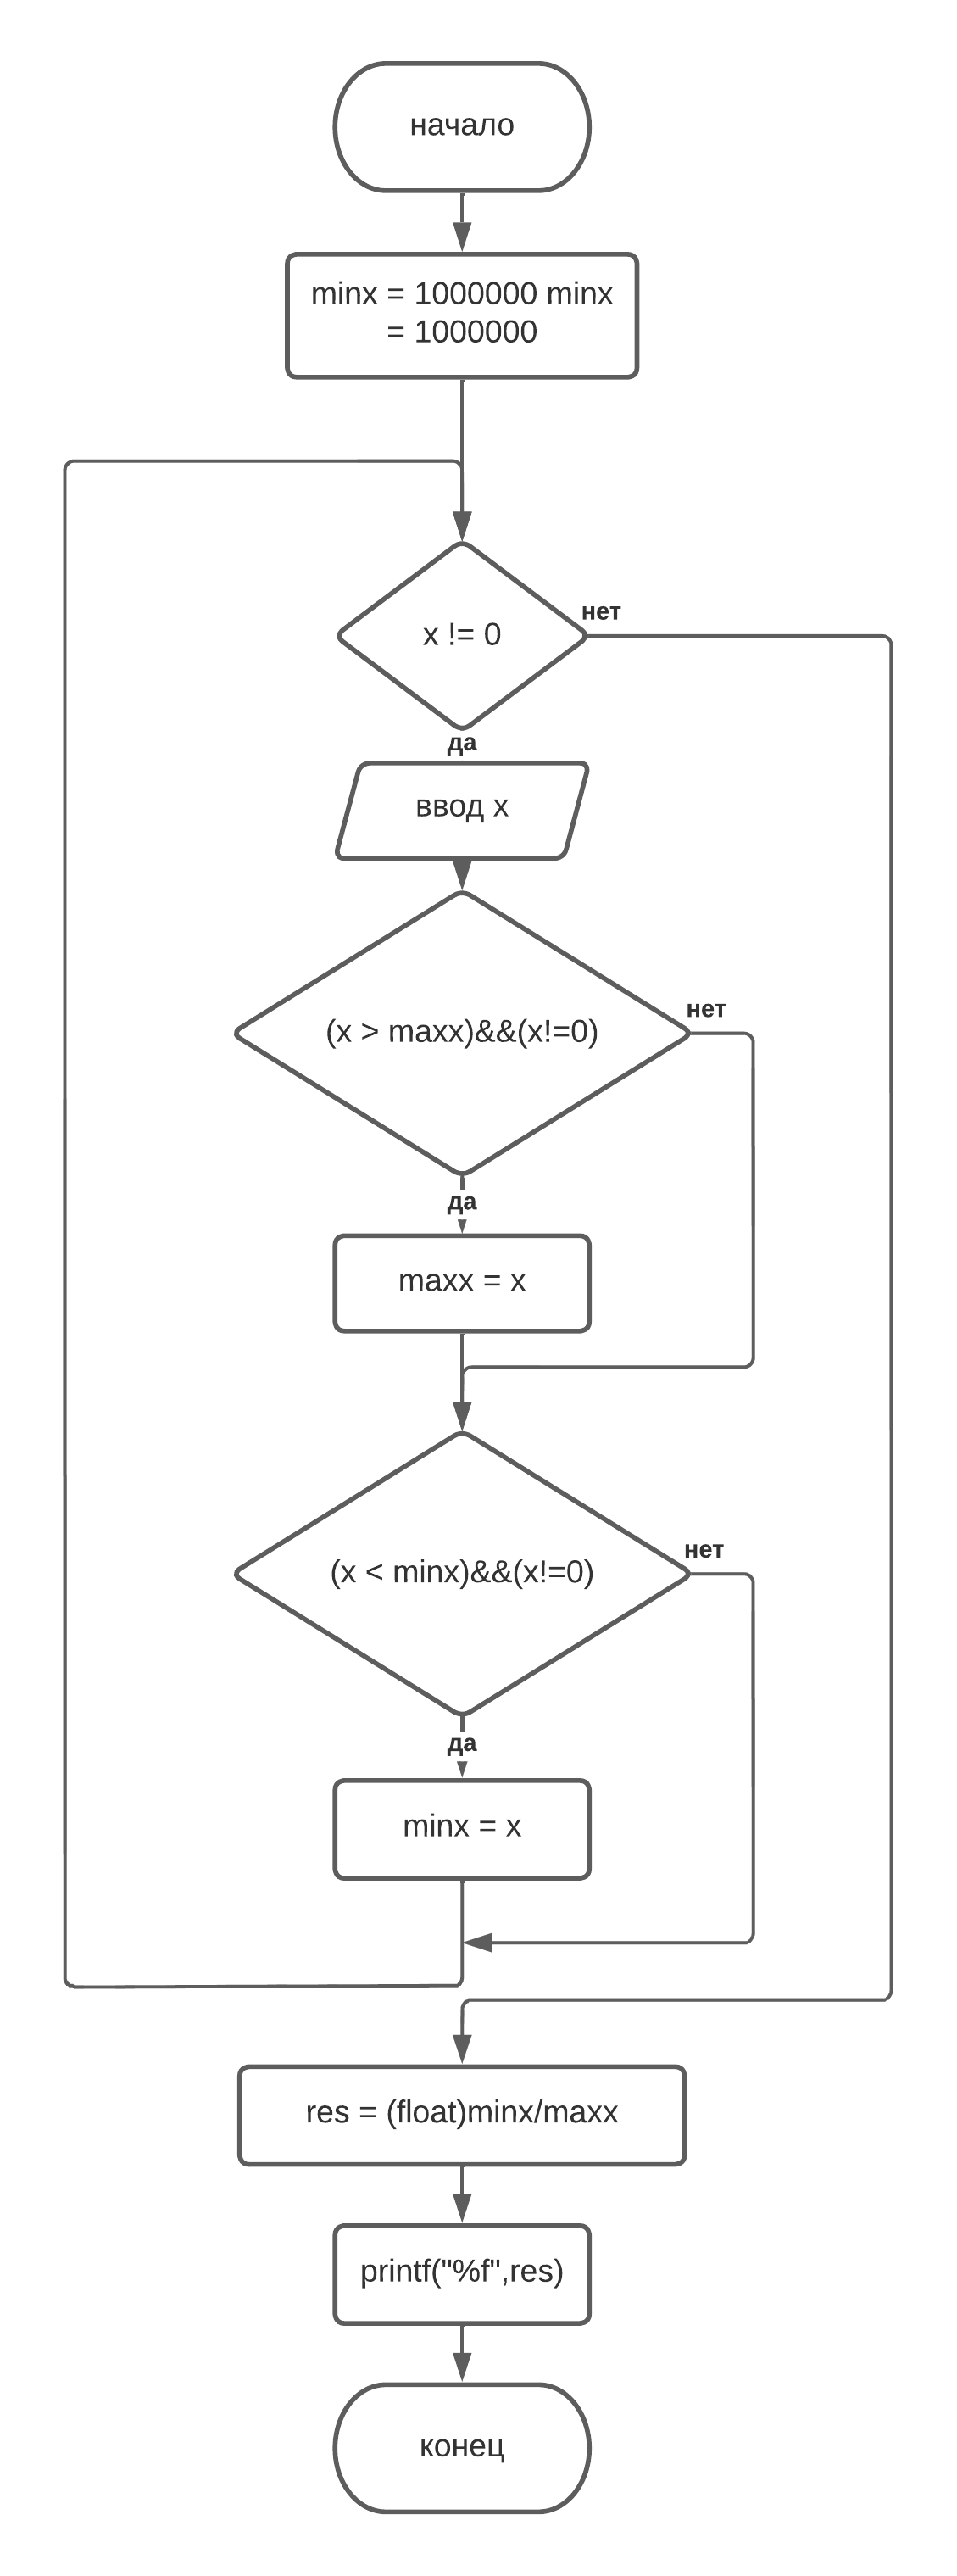 начало
minx = 1000000 minx
= 1000000
x != 0
нет
да
ввод x
(x > maxx)&&(x!=0)
нет
да
maxx = x
(x < minx)&&(x!=0)
нет
да
minx = x
res = (float)minx/maxx
printf("%f",res)
конец